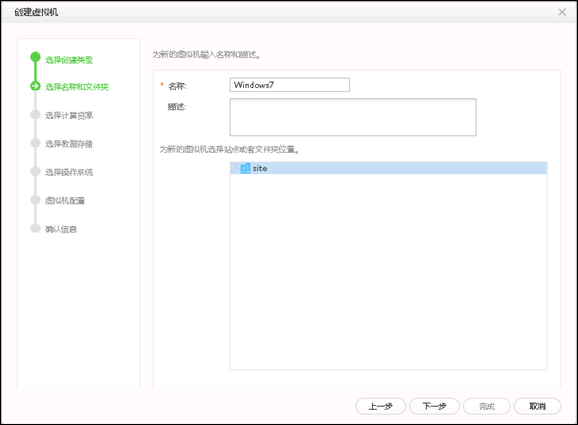 创建虚拟机
选择创建类型
选择名称和文件夹
选择计算资源
选择数据存储
选择操作系统
虚拟机配置
确认信息
为新的虚拟机输入名称和描述。
* 名称: Windows7
描述:
为新的虚拟机选择站点或者文件夹位置。
site
上一步 下一步 完成 取消